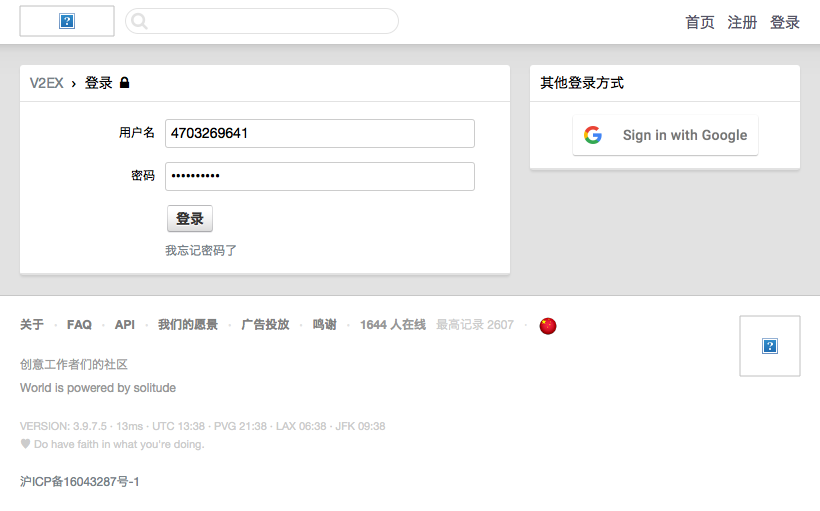 首页 注册 登录
V2EX › 登录
用户名 4703269641
密码 ••••••••••
登录
我忘记密码了
其他登录方式
Sign in with Google
关于 · FAQ · API · 我们的愿景 · 广告投放 · 鸣谢 · 1644 人在线 最高记录 2607 ·
创意工作者们的社区
World is powered by solitude
VERSION: 3.9.7.5 · 13ms · UTC 13:38 · PVG 21:38 · LAX 06:38 · JFK 09:38
♥ Do have faith in what you're doing.
沪ICP备16043287号-1